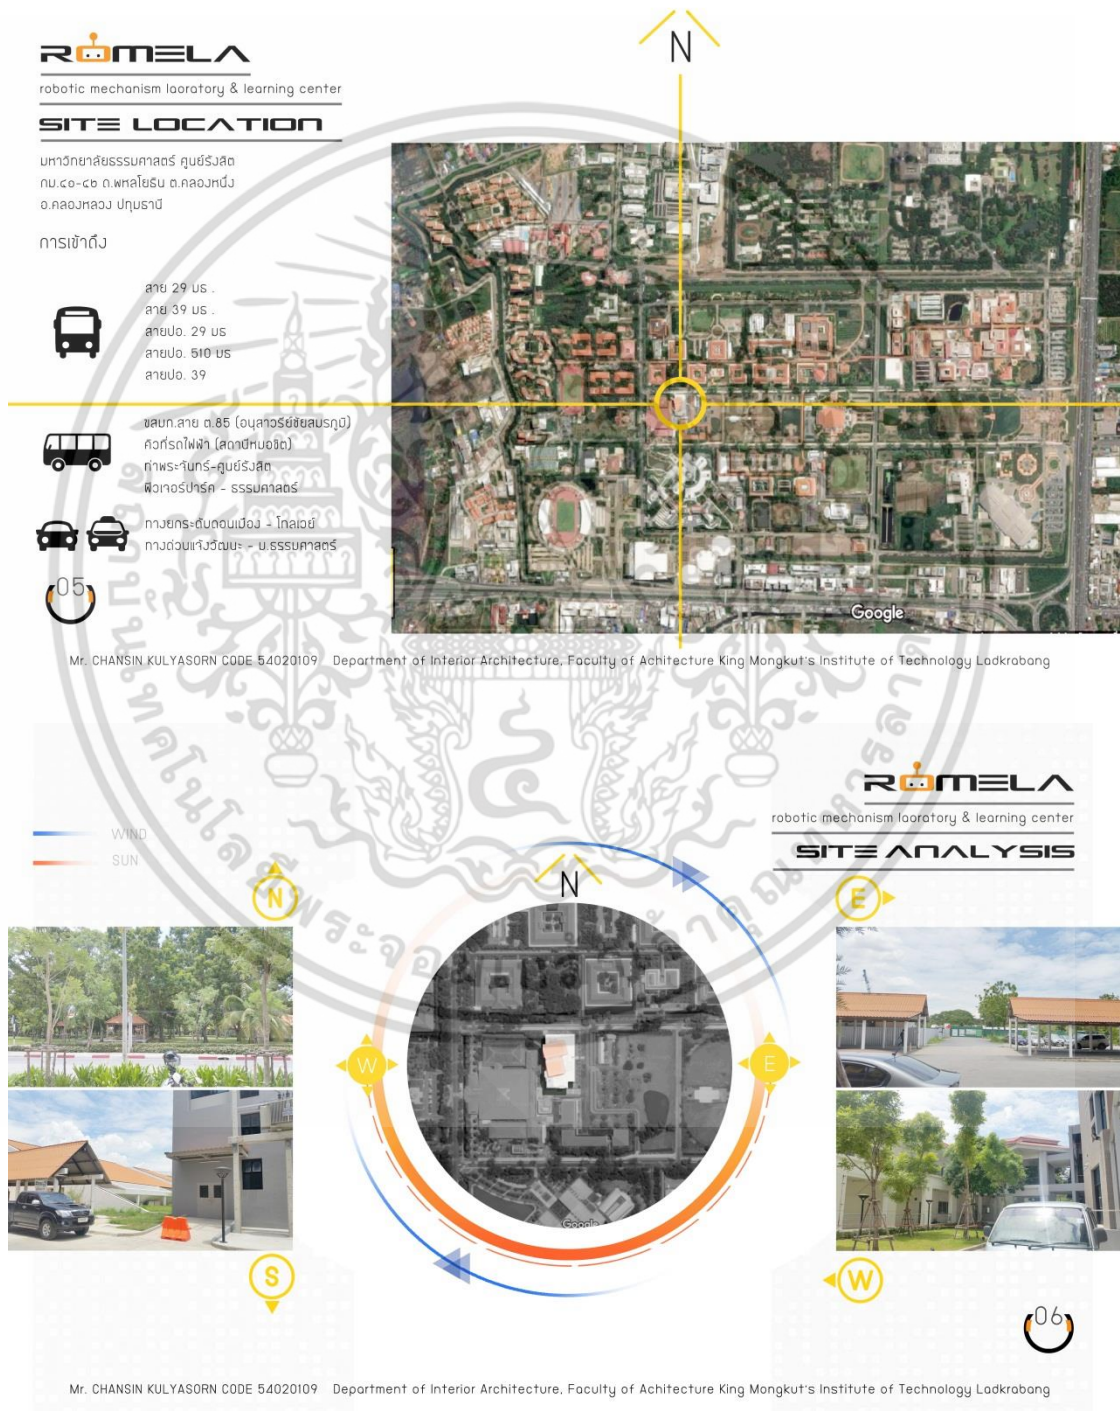 N
ROMELA
robotic mechanism laoratory & learning center
SITE LOCATION
มหาวิทยาลัยธรรมศาสตร์ ศูนย์รังสิต
กม.๔๐-๔๒ ถ.พหลโยธิน ต.คลองหนึ่ง
อ.คลองหลวง ปทุมธานี
การเข้าถึง
สาย 29 มธ .
สาย 39 มธ .
สายปอ. 29 มธ
สายปอ. 510 มธ
สายปอ. 39
ขสมก.สาย ต.85 (อนุสาวรีย์ชัยสมรภูมิ)
คิวที่รถไฟฟ้า (สถานีหมอชิต)
ท่าพระจันทร์-ศูนย์รังสิต
ฟิวเจอร์ปาร์ค - ธรรมศาสตร์
ทางยกระดับดอนเมือง - โทลเวย์
ทางด่วนแจ้งวัฒนะ - ม.ธรรมศาสตร์
05
Google
Mr. CHANSIN KULYASORN CODE 54020109 Department of Interior Architecture, Faculty of Achitecture King Mongkut's Institute of Technology Ladkrabang
ROMELA
robotic mechanism laoratory & learning center
SITE ANALYSIS
WIND
SUN
N
N
E
W
E
Google
S
W
06
Mr. CHANSIN KULYASORN CODE 54020109 Department of Interior Architecture, Faculty of Achitecture King Mongkut's Institute of Technology Ladkrabang